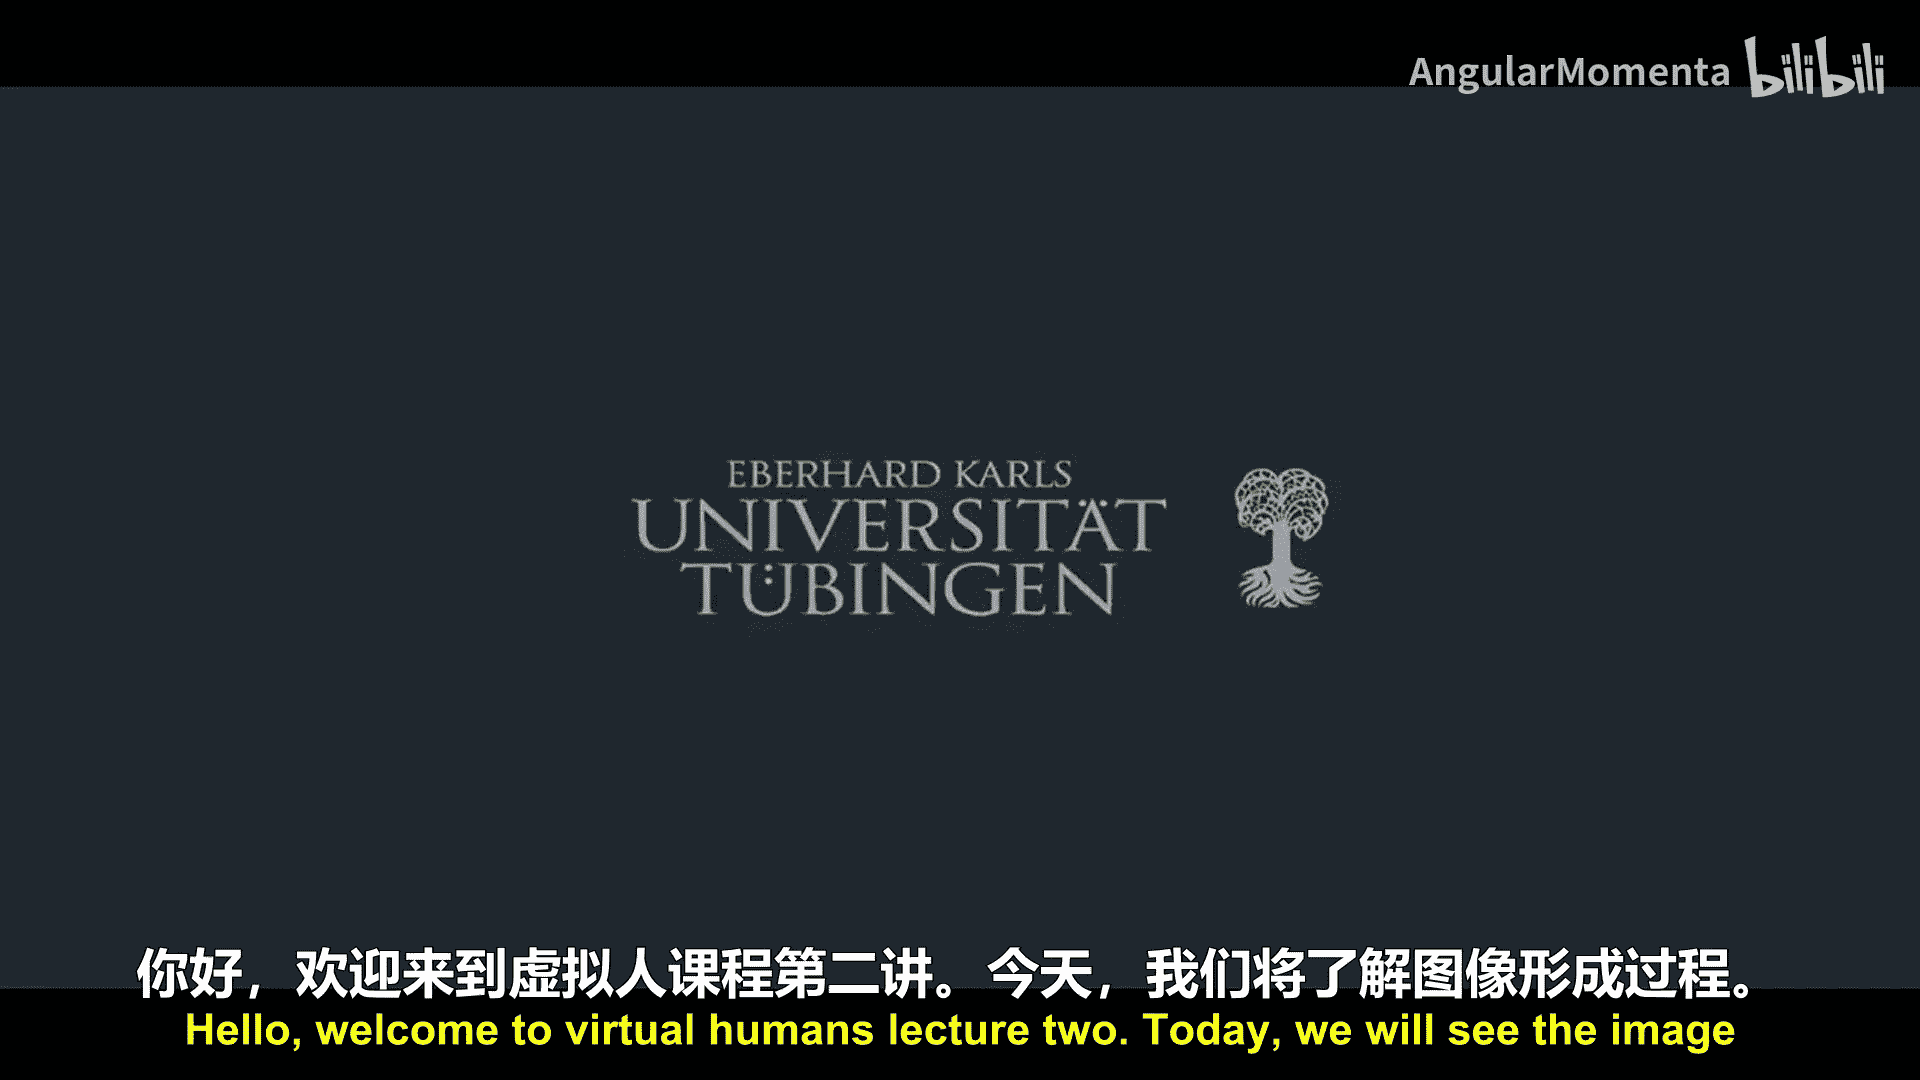 AngularMomenta bilibili
EBERHARD KARLS
UNIVERSITÄT
TÜBINGEN
你好，欢迎来到虚拟人课程第二讲。今天，我们将了解图像形成过程。
Hello, welcome to virtual humans lecture two. Today, we will see the image